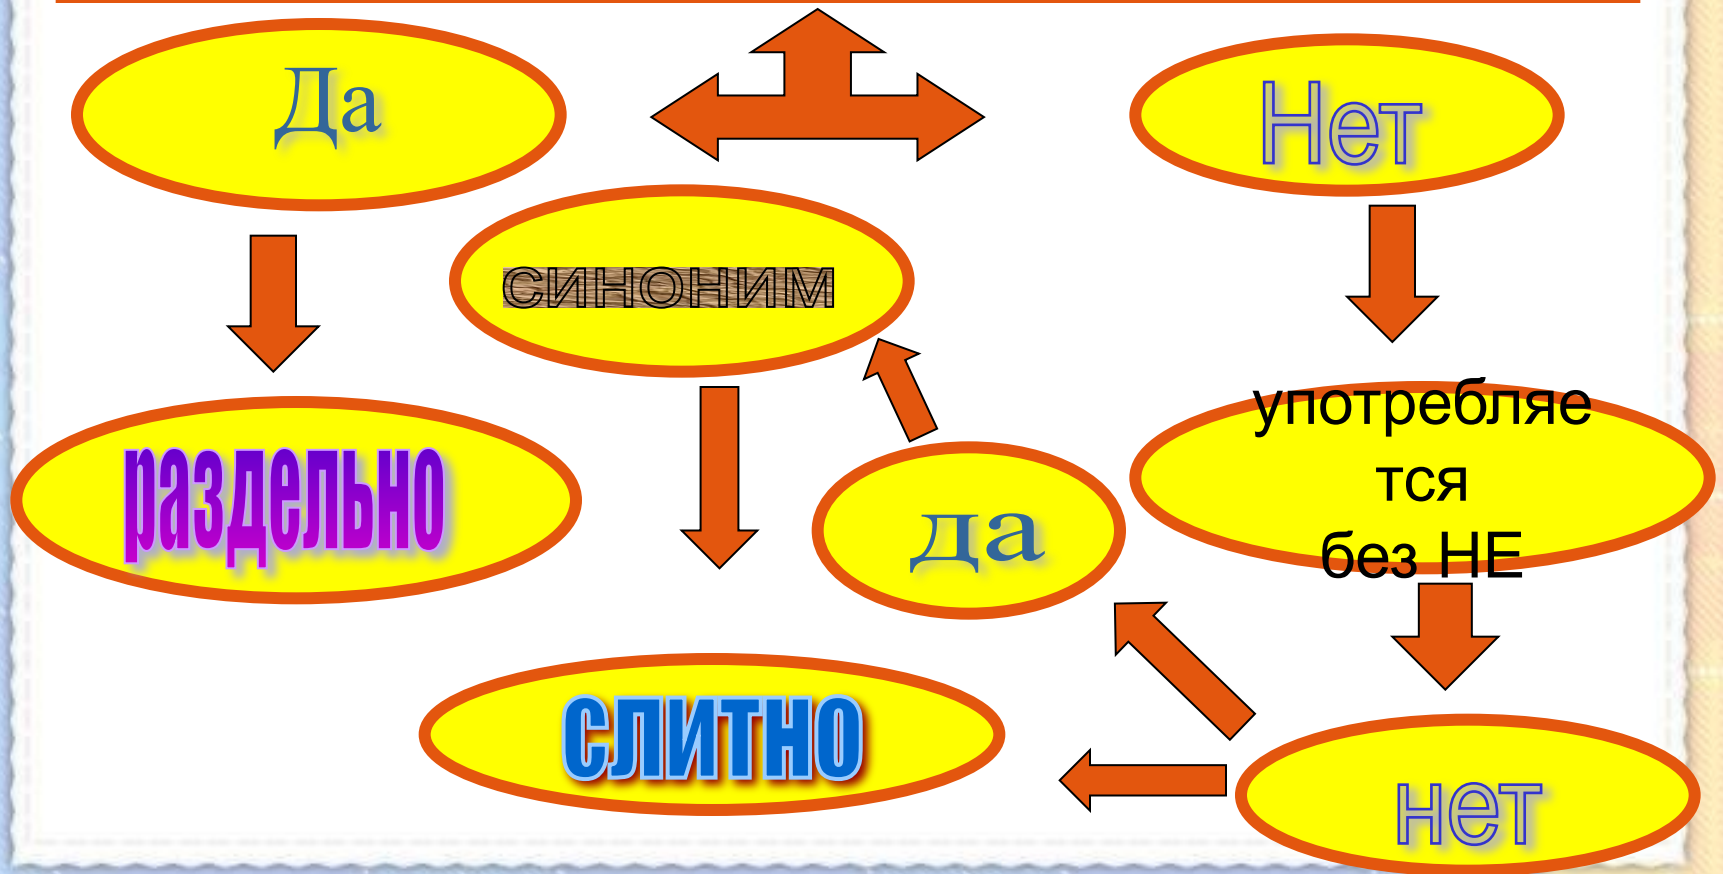 Да
Нет
синоним
употребляе
тся
без НЕ
раздельно
да
слитно
нет